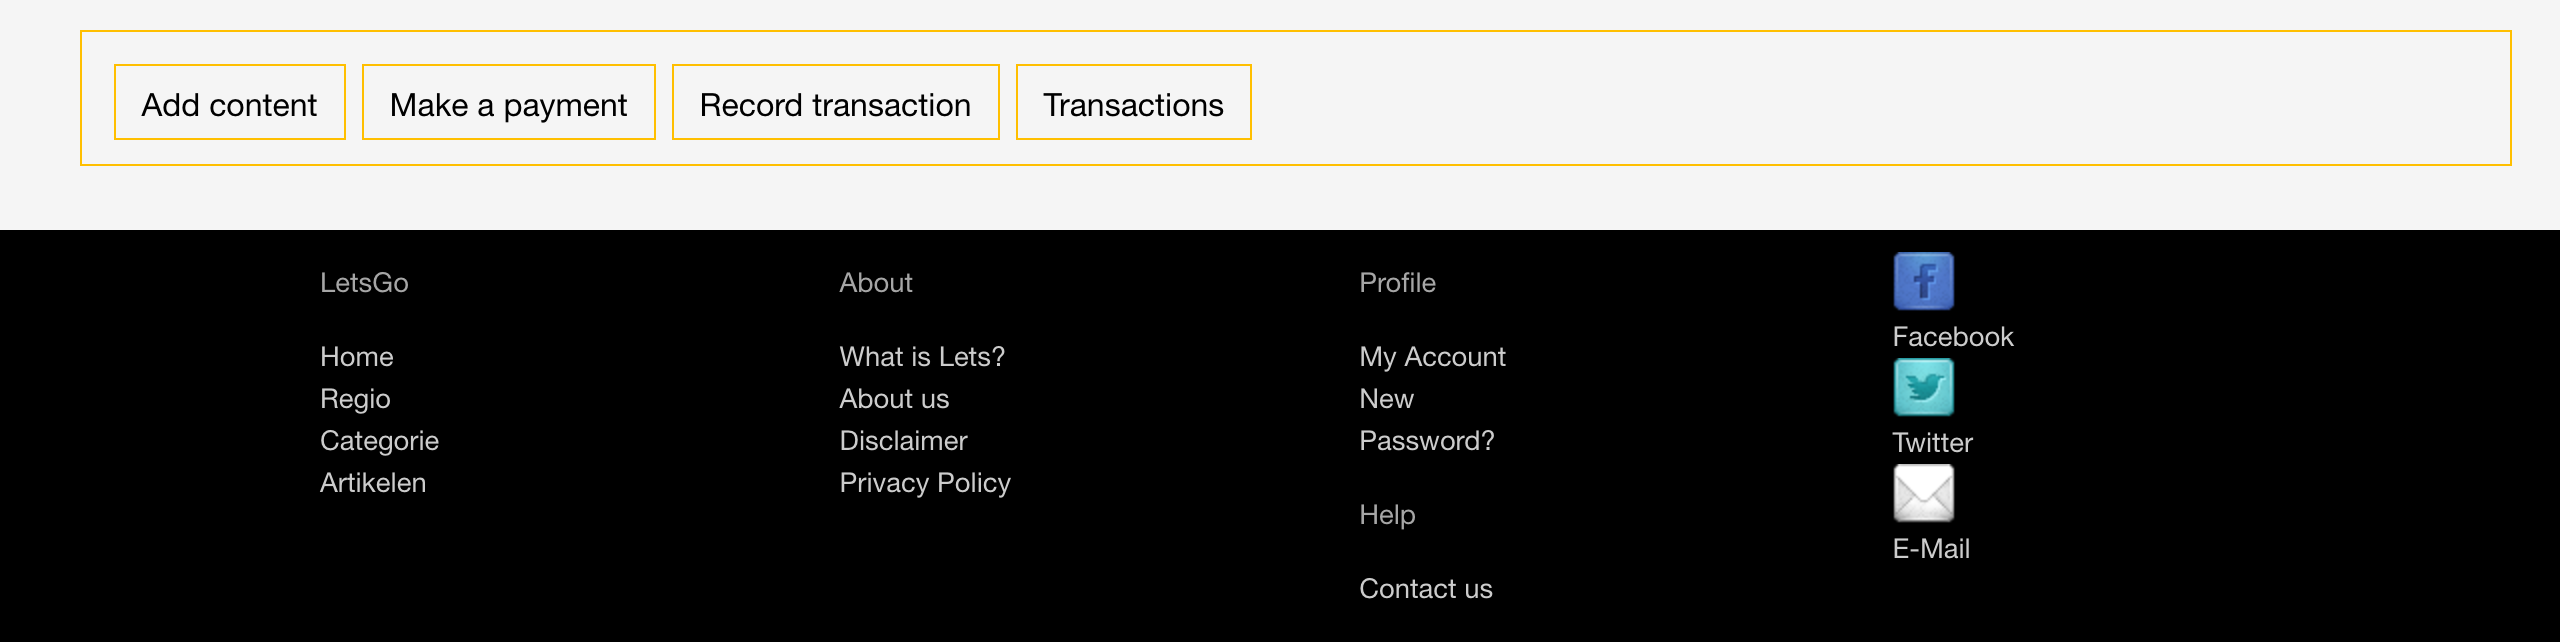 Add content
Make a payment
Record transaction
Transactions
LetsGo
Home
Regio
Categorie
Artikelen
About
What is Lets?
About us
Disclaimer
Privacy Policy
Profile
My Account
New
Password?
Help
Contact us
Facebook
Twitter
E-Mail